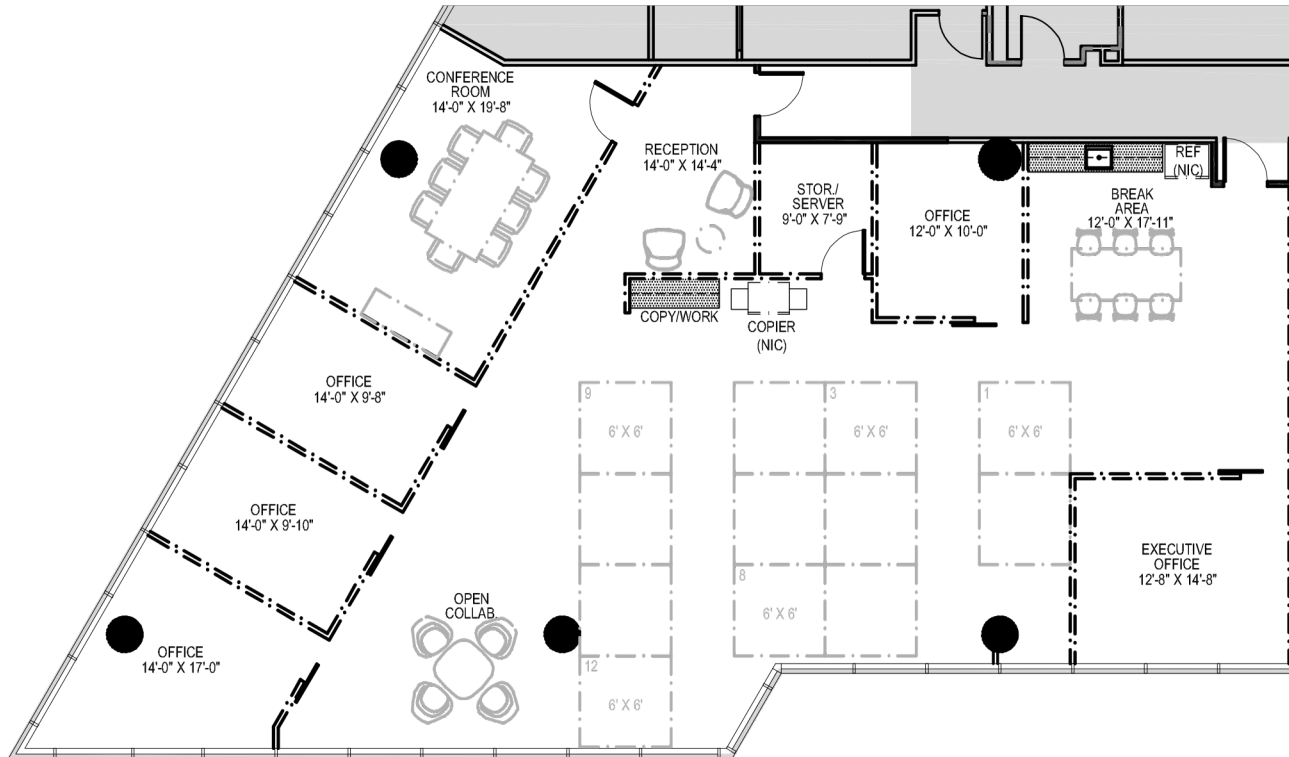 CONFERENCE
ROOM
14'-0" X 19'-8"
RECEPTION
14'-0" X 14'-4"
STOR./
SERVER
9'-0" X 7'-9"
OFFICE
12'-0" X 10'-0"
REF
(NIC)
BREAK
AREA
12'-0" X 17'-11"
COPY/WORK
COPIER
(NIC)
OFFICE
14'-0" X 9'-8"
9
6' X 6'
3
6' X 6'
1
6' X 6'
OFFICE
14'-0" X 9'-10"
EXECUTIVE
OFFICE
12'-8" X 14'-8"
8
6' X 6'
OPEN
COLLAB.
OFFICE
14'-0" X 17'-0"
12
6' X 6'